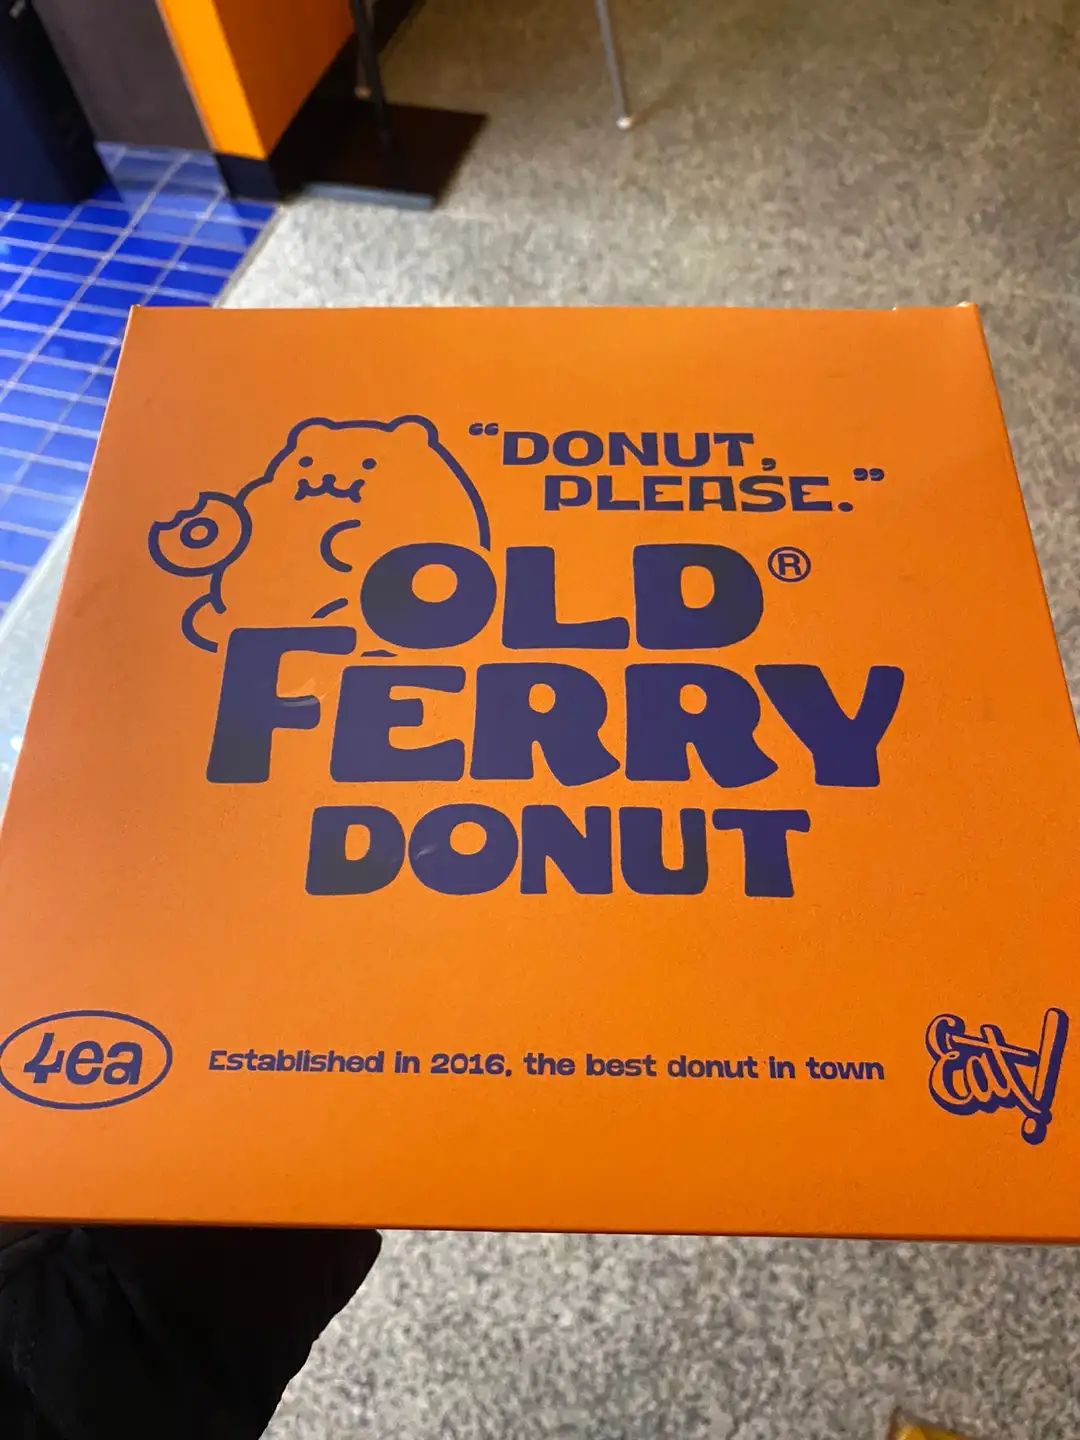 “DONUT,
PLEASE.”
OLD®
FERRY
DONUT
4ea
Established in 2016, the best donut in town
Eat!